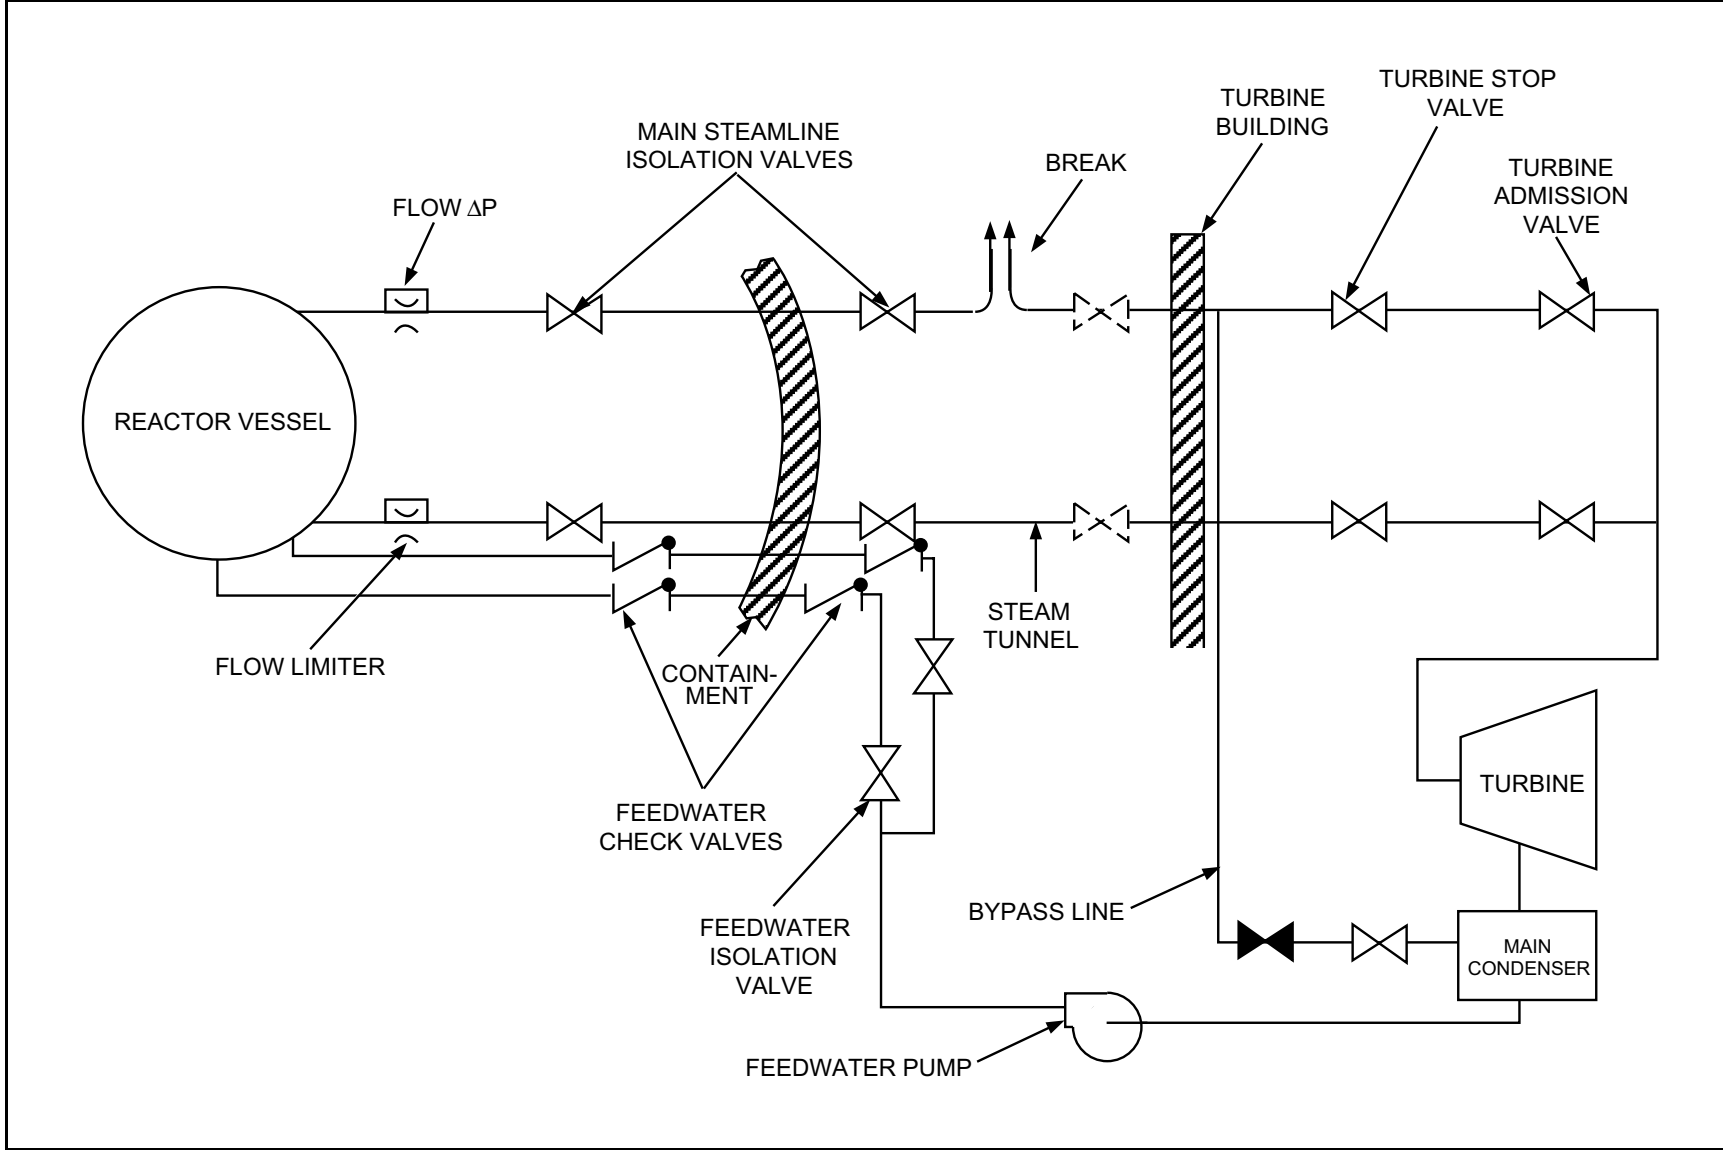 TURBINE STOP
VALVE
TURBINE
BUILDING
MAIN STEAMLINE
ISOLATION VALVES
BREAK
TURBINE
ADMISSION
VALVE
FLOW ΔP
REACTOR VESSEL
STEAM
TUNNEL
FLOW LIMITER
CONTAIN-
MENT
TURBINE
FEEDWATER
CHECK VALVES
BYPASS LINE
FEEDWATER
ISOLATION
VALVE
MAIN
CONDENSER
FEEDWATER PUMP